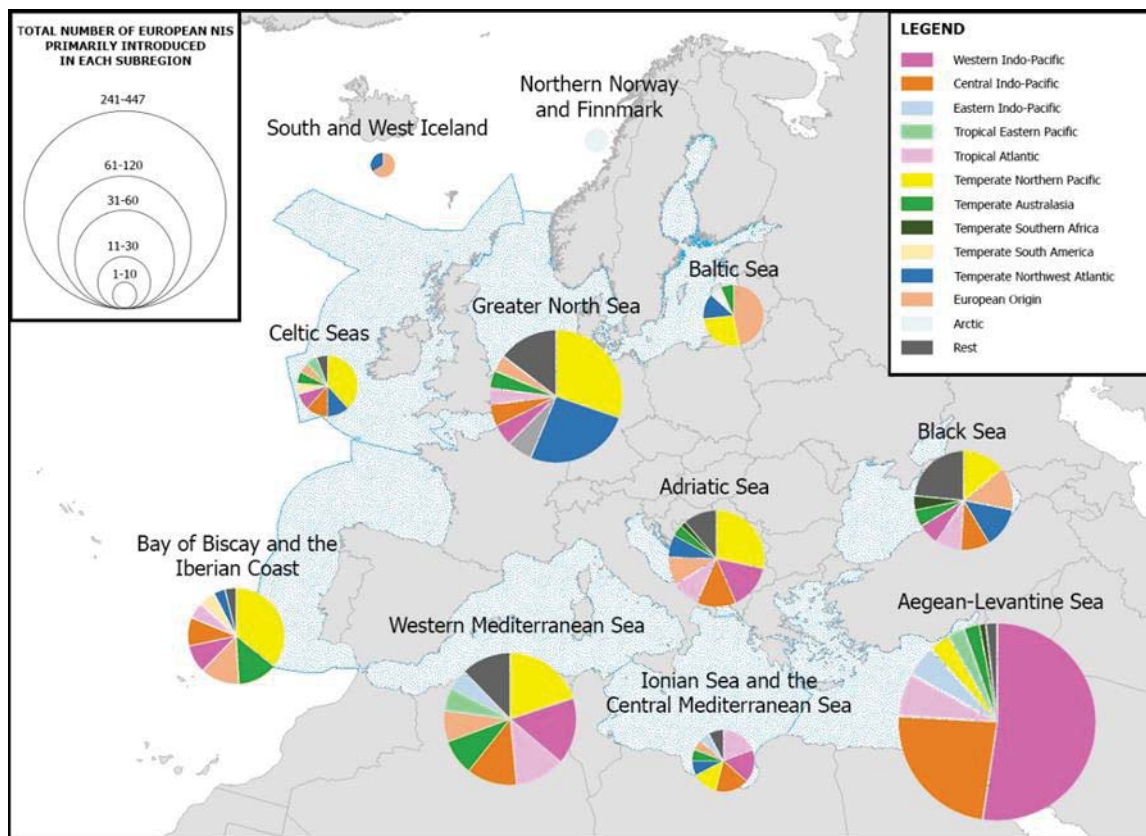 TOTAL NUMBER OF EUROPEAN NIS
PRIMARILY INTRODUCED
IN EACH SUBREGION
241-447
61-120
31-60
11-30
1-10
LEGEND
Western Indo-Pacific
Central Indo-Pacific
Eastern Indo-Pacific
Tropical Eastern Pacific
Tropical Atlantic
Temperate Northern Pacific
Temperate Australasia
Temperate Southern Africa
Temperate South America
Temperate Northwest Atlantic
European Origin
Arctic
Rest
Northern Norway
and Finnmark
South and West Iceland
Baltic Sea
Greater North Sea
Celtic Seas
Black Sea
Adriatic Sea
Bay of Biscay and the
Iberian Coast
Aegean-Levantine Sea
Western Mediterranean Sea
Ionian Sea and the
Central Mediterranean Sea